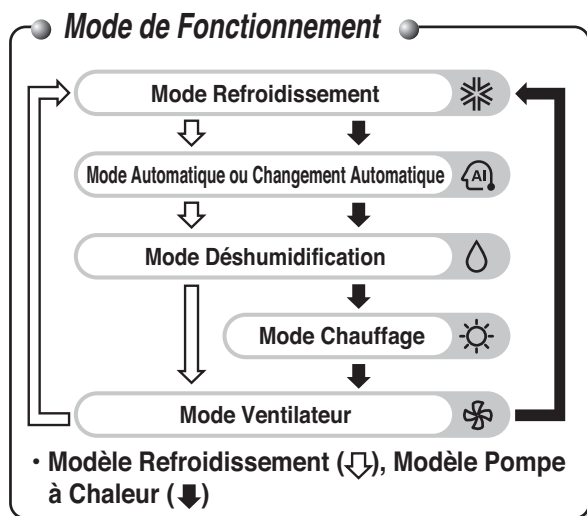 Mode de Fonctionnement
Mode Refroidissement
Mode Automatique ou Changement Automatique
AI
Mode Déshumidification
Mode Chauffage
Mode Ventilateur
· Modèle Refroidissement (⇩), Modèle Pompe
à Chaleur (🡇)